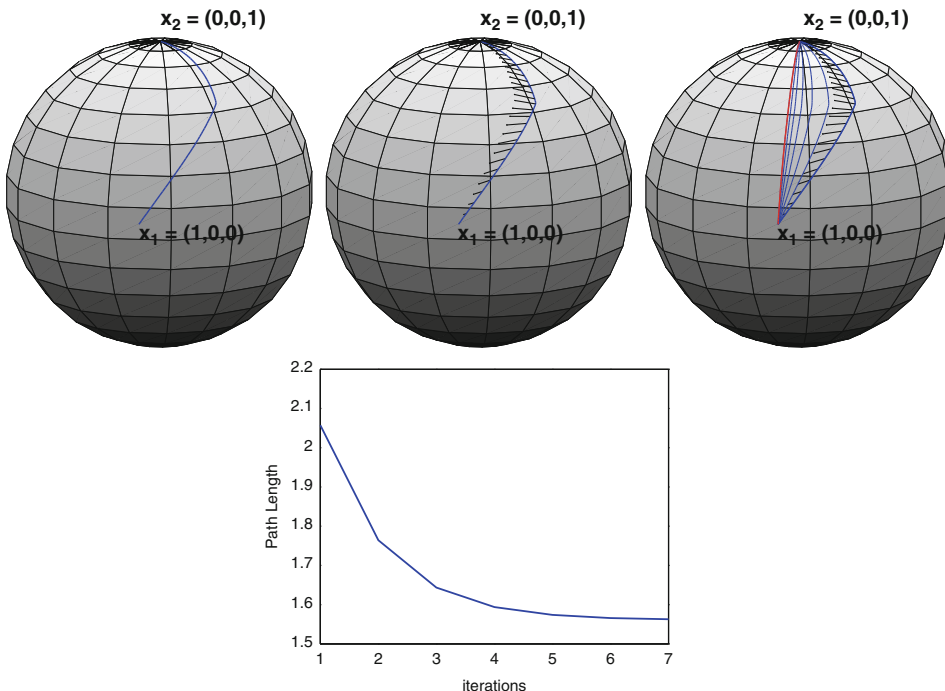 x₂ = (0,0,1)
x₂ = (0,0,1)
x₂ = (0,0,1)
x₁ = (1,0,0)
x₁ = (1,0,0)
x₁ = (1,0,0)
2.2
2.1
2
1.9
1.8
1.7
1.6
1.5
Path Length
1 2 3 4 5 6 7
iterations